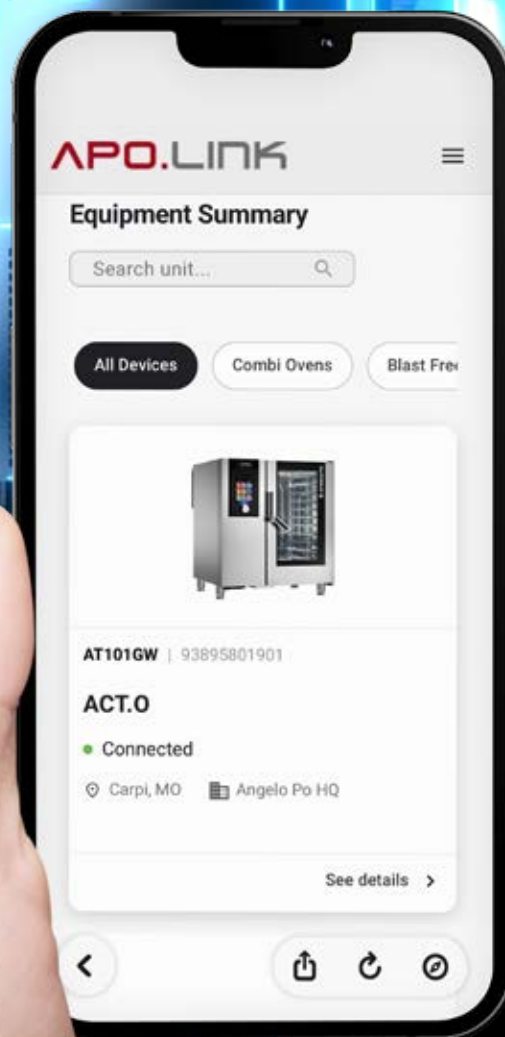 APO.LINK
Equipment Summary
Search unit...
All Devices
Combi Ovens
Blast Free
AT101GW | 93895801901
ACT.O
Connected
Carpi, MO
Angelo Po HQ
See details